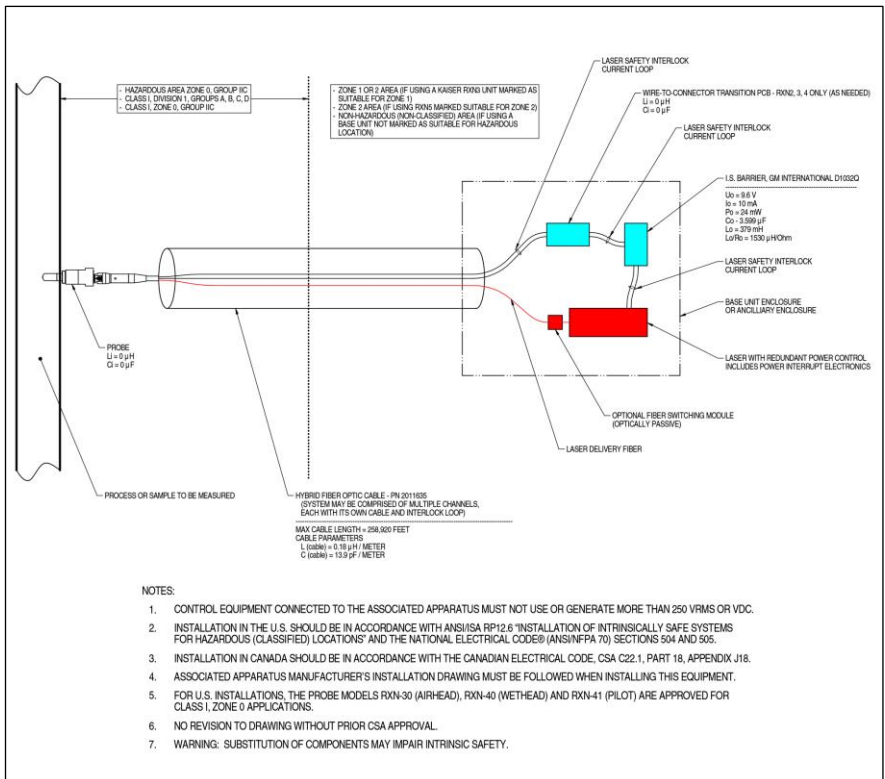 LASER SAFETY INTERLOCK
CURRENT LOOP
- HAZARDOUS AREA ZONE 0, GROUP IIC
- CLASS I, DIVISION 1, GROUPS A, B, C, D
- CLASS I, ZONE 0, GROUP IIC
- ZONE 1 OR 2 AREA (IF USING A KAISER RXN3 UNIT MARKED AS
SUITABLE FOR ZONE 1)
- ZONE 2 AREA (IF USING RXN5 MARKED SUITABLE FOR ZONE 2)
- NON-HAZARDOUS (NON-CLASSIFIED) AREA (IF USING A
BASE UNIT NOT MARKED AS SUITABLE FOR HAZARDOUS
LOCATION)
WIRE-TO-CONNECTOR TRANSITION PCB - RXN2, 3, 4 ONLY (AS NEEDED)
Li = 0 µH
Ci = 0 µF
LASER SAFETY INTERLOCK
CURRENT LOOP
I.S. BARRIER, GM INTERNATIONAL D1032Q
Uo = 9.6 V
Io = 10 mA
Po = 24 mW
Co - 3.599 µF
Lo = 379 mH
Lo/Ro = 1530 µH/Ohm
LASER SAFETY INTERLOCK
CURRENT LOOP
BASE UNIT ENCLOSURE
OR ANCILLIARY ENCLOSURE
PROBE
Li = 0 µH
Ci = 0 µF
LASER WITH REDUNDANT POWER CONTROL
INCLUDES POWER INTERRUPT ELECTRONICS
OPTIONAL FIBER SWITCHING MODULE
(OPTICALLY PASSIVE)
LASER DELIVERY FIBER
PROCESS OR SAMPLE TO BE MEASURED
HYBRID FIBER OPTIC CABLE - PN 2011635
(SYSTEM MAY BE COMPRISED OF MULTIPLE CHANNELS,
EACH WITH ITS OWN CABLE AND INTERLOCK LOOP)
MAX CABLE LENGTH = 258,920 FEET
CABLE PARAMETERS
L (cable) = 0.18 µH / METER
C (cable) = 13.9 pF / METER
NOTES:
1. CONTROL EQUIPMENT CONNECTED TO THE ASSOCIATED APPARATUS MUST NOT USE OR GENERATE MORE THAN 250 VRMS OR VDC.
2. INSTALLATION IN THE U.S. SHOULD BE IN ACCORDANCE WITH ANSI/ISA RP12.6 "INSTALLATION OF INTRINSICALLY SAFE SYSTEMS
FOR HAZARDOUS (CLASSIFIED) LOCATIONS" AND THE NATIONAL ELECTRICAL CODE® (ANSI/NFPA 70) SECTIONS 504 AND 505.
3. INSTALLATION IN CANADA SHOULD BE IN ACCORDANCE WITH THE CANADIAN ELECTRICAL CODE, CSA C22.1, PART 18, APPENDIX J18.
4. ASSOCIATED APPARATUS MANUFACTURER'S INSTALLATION DRAWING MUST BE FOLLOWED WHEN INSTALLING THIS EQUIPMENT.
5. FOR U.S. INSTALLATIONS, THE PROBE MODELS RXN-30 (AIRHEAD), RXN-40 (WETHEAD) AND RXN-41 (PILOT) ARE APPROVED FOR
CLASS I, ZONE 0 APPLICATIONS.
6. NO REVISION TO DRAWING WITHOUT PRIOR CSA APPROVAL.
7. WARNING: SUBSTITUTION OF COMPONENTS MAY IMPAIR INTRINSIC SAFETY.